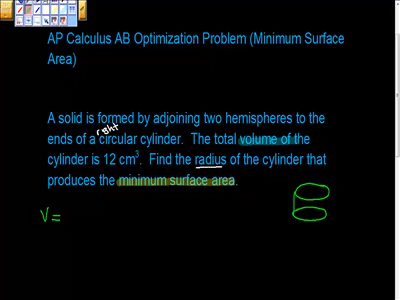 AP Calculus AB Optimization Problem (Minimum Surface
Area)
A solid is formed by adjoining two hemispheres to the
right
ends of a circular cylinder. The total volume of the
cylinder is 12 cm³. Find the radius of the cylinder that
produces the minimum surface area.
V=